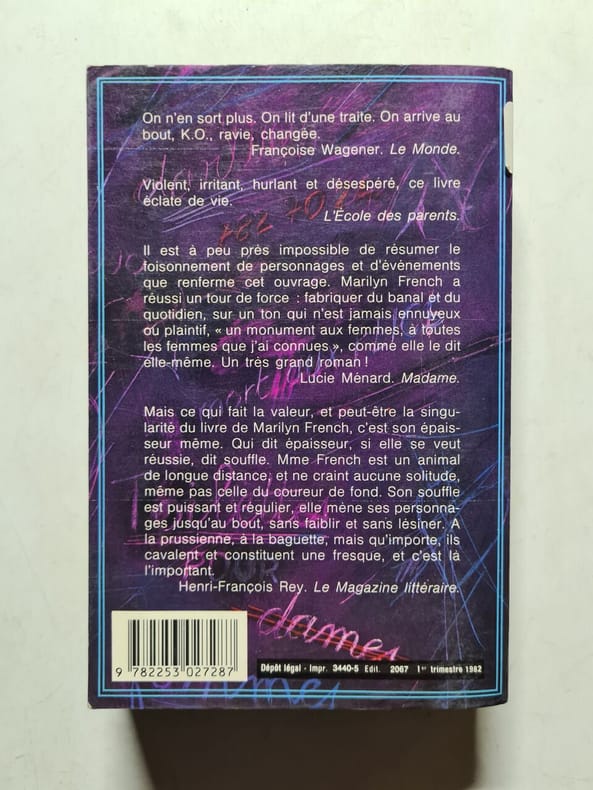 On n'en sort plus. On lit d'une traite. On arrive au
bout, K.O., ravie, changée.
Françoise Wagener. Le Monde.
Violent, irritant, hurlant et désespéré, ce livre
éclate de vie.
L'École des parents.
Il est à peu près impossible de résumer le
foisonnement de personnages et d'événements
que renferme cet ouvrage. Marilyn French a
réussi un tour de force : fabriquer du banal et du
quotidien, sur un ton qui n'est jamais ennuyeux
ou plaintif, « un monument aux femmes, à toutes
les femmes que j'ai connues », comme elle le dit
elle-même. Un très grand roman !
Lucie Ménard. Madame.
Mais ce qui fait la valeur, et peut-être la singu-
larité du livre de Marilyn French, c'est son épais-
seur même. Qui dit épaisseur, si elle se veut
réussie, dit souffle. Mme French est un animal
de longue distance, et ne craint aucune solitude,
même pas celle du coureur de fond. Son souffle
est puissant et régulier, elle mène ses personna-
ges jusqu'au bout, sans faiblir et sans lésiner. A
la prussienne, à la baguette, mais qu'importe, ils
cavalent et constituent une fresque, et c'est là
l'important.
Henri-François Rey. Le Magazine littéraire.
POUR
dames
9 782253 027287
Dépôt légal - Impr. 3440-5 Edit. 2067 1er trimestre 1982